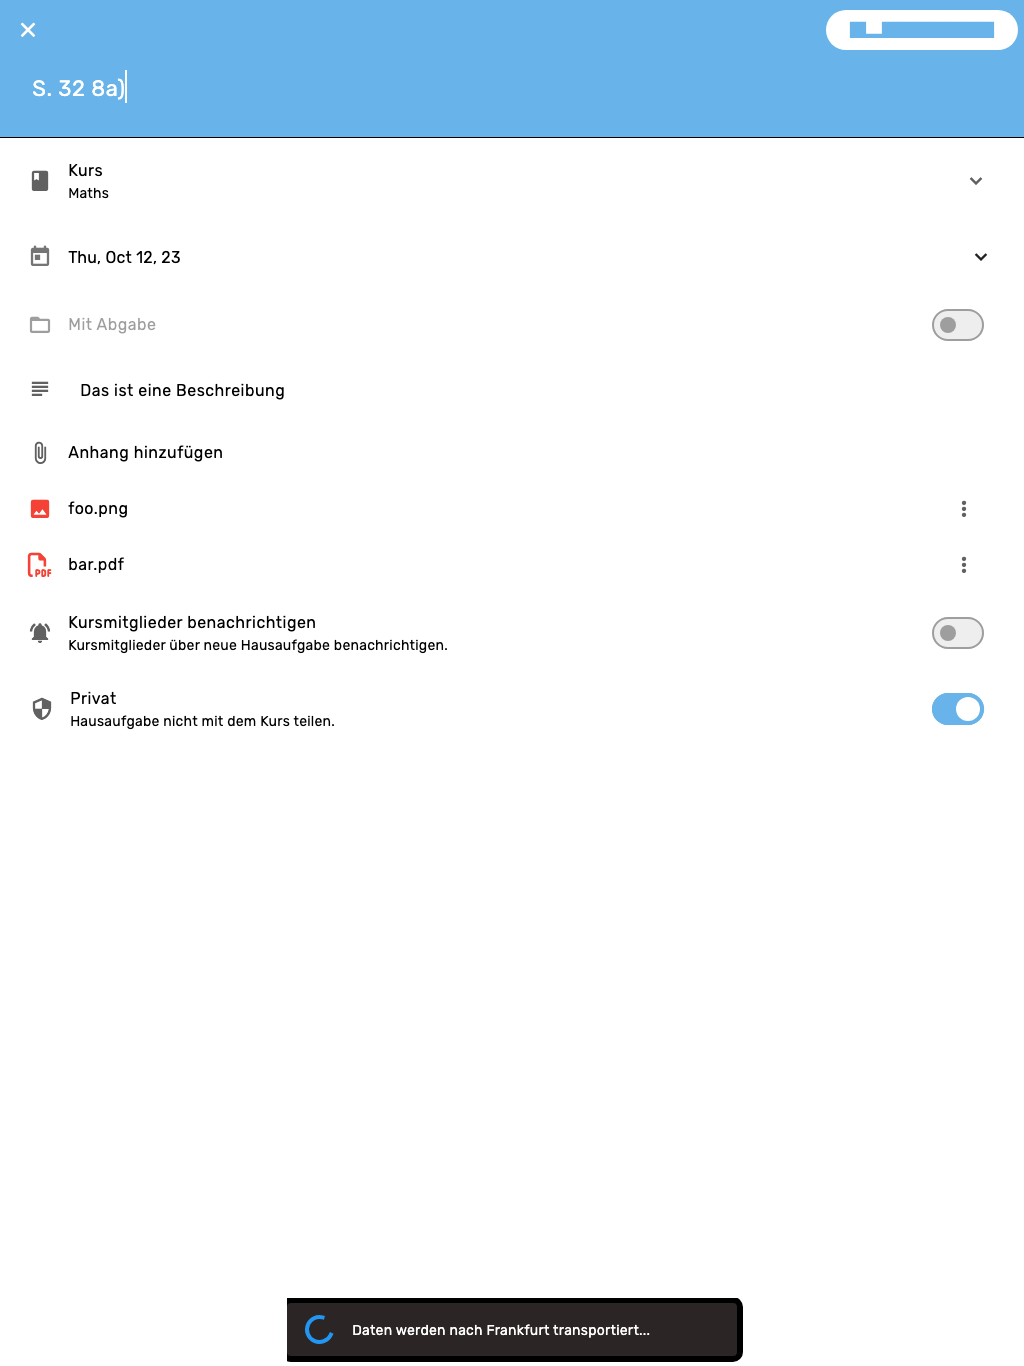 S. 32 8a)
Kurs
Maths
Thu, Oct 12, 23
Mit Abgabe
Das ist eine Beschreibung
Anhang hinzufügen
foo.png
PDF
bar.pdf
Kursmitglieder benachrichtigen
Kursmitglieder über neue Hausaufgabe benachrichtigen.
Privat
Hausaufgabe nicht mit dem Kurs teilen.
Daten werden nach Frankfurt transportiert...